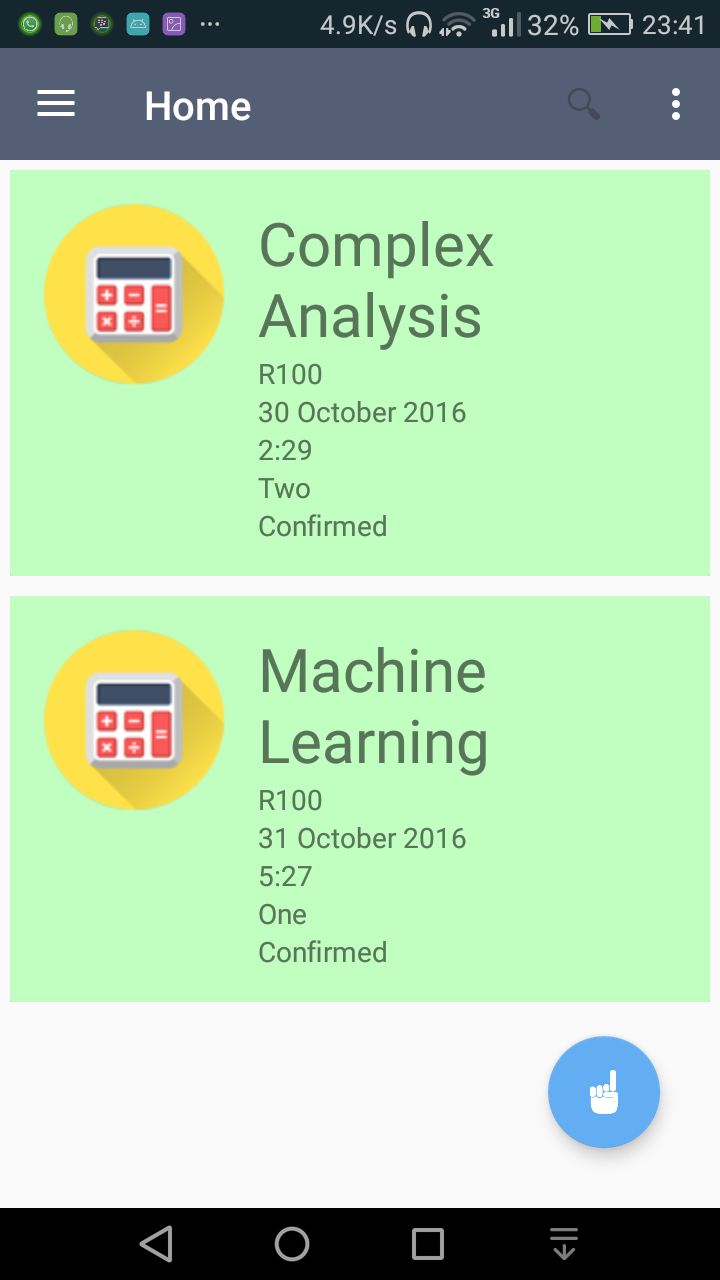 4.9K/s 3G 32% 23:41
Home
Complex
Analysis
R100
30 October 2016
2:29
Two
Confirmed
Machine
Learning
R100
31 October 2016
5:27
One
Confirmed